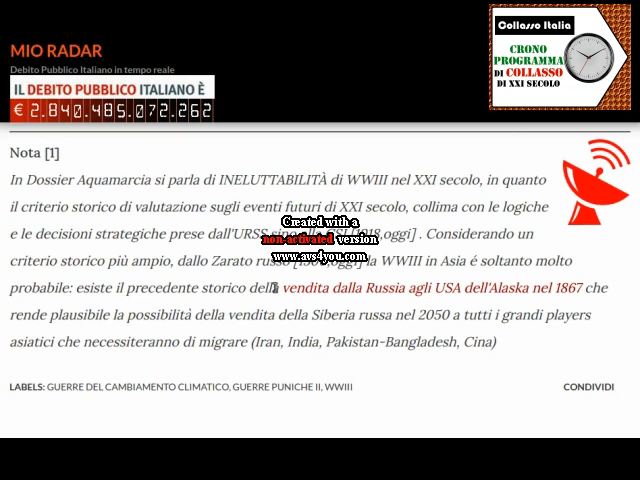 MIO RADAR
Debito Pubblico Italiano in tempo reale
IL DEBITO PUBBLICO ITALIANO È
€ 2.840.485.072.262
Collasso Italia
CRONO
PROGRAMMA
DI COLLASSO
DI XXI SECOLO
Nota [1]
In Dossier Aquamarcia si parla di INELUTTABILITÀ di WWIII nel XXI secolo, in quanto
il criterio storico di valutazione sugli eventi futuri di XXI secolo, collima con le logiche
e le decisioni strategiche prese dall'URSS sino alla CSI [1918,oggi] . Considerando un
criterio storico più ampio, dallo Zarato russo oggi] la WWIII in Asia é soltanto molto
probabile: esiste il precedente storico della vendita dalla Russia agli USA dell'Alaska nel 1867 che
rende plausibile la possibilità della vendita della Siberia russa nel 2050 a tutti i grandi players
asiatici che necessiteranno di migrare (Iran, India, Pakistan-Bangladesh, Cina)
Created with a
non-activated version
www.avs4you.com
LABELS: GUERRE DEL CAMBIAMENTO CLIMATICO, GUERRE PUNICHE II, WWIII
CONDIVIDI